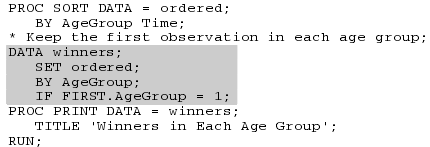 PROC SORT DATA = ordered;
   BY AgeGroup Time;
* Keep the first observation in each age group;
DATA winners;
   SET ordered;
   BY AgeGroup;
   IF FIRST.AgeGroup = 1;
PROC PRINT DATA = winners;
   TITLE 'Winners in Each Age Group';
RUN;